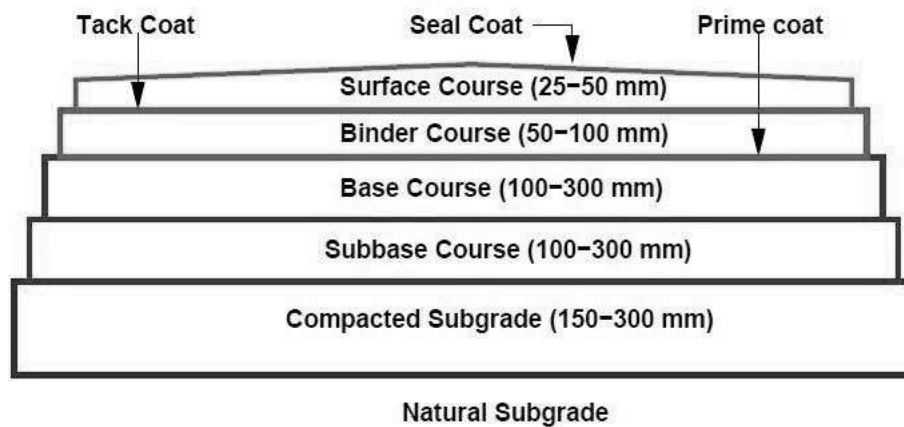 Tack Coat Seal Coat Prime coat
Surface Course (25−50 mm)
Binder Course (50−100 mm)
Base Course (100−300 mm)
Subbase Course (100−300 mm)
Compacted Subgrade (150−300 mm)
Natural Subgrade